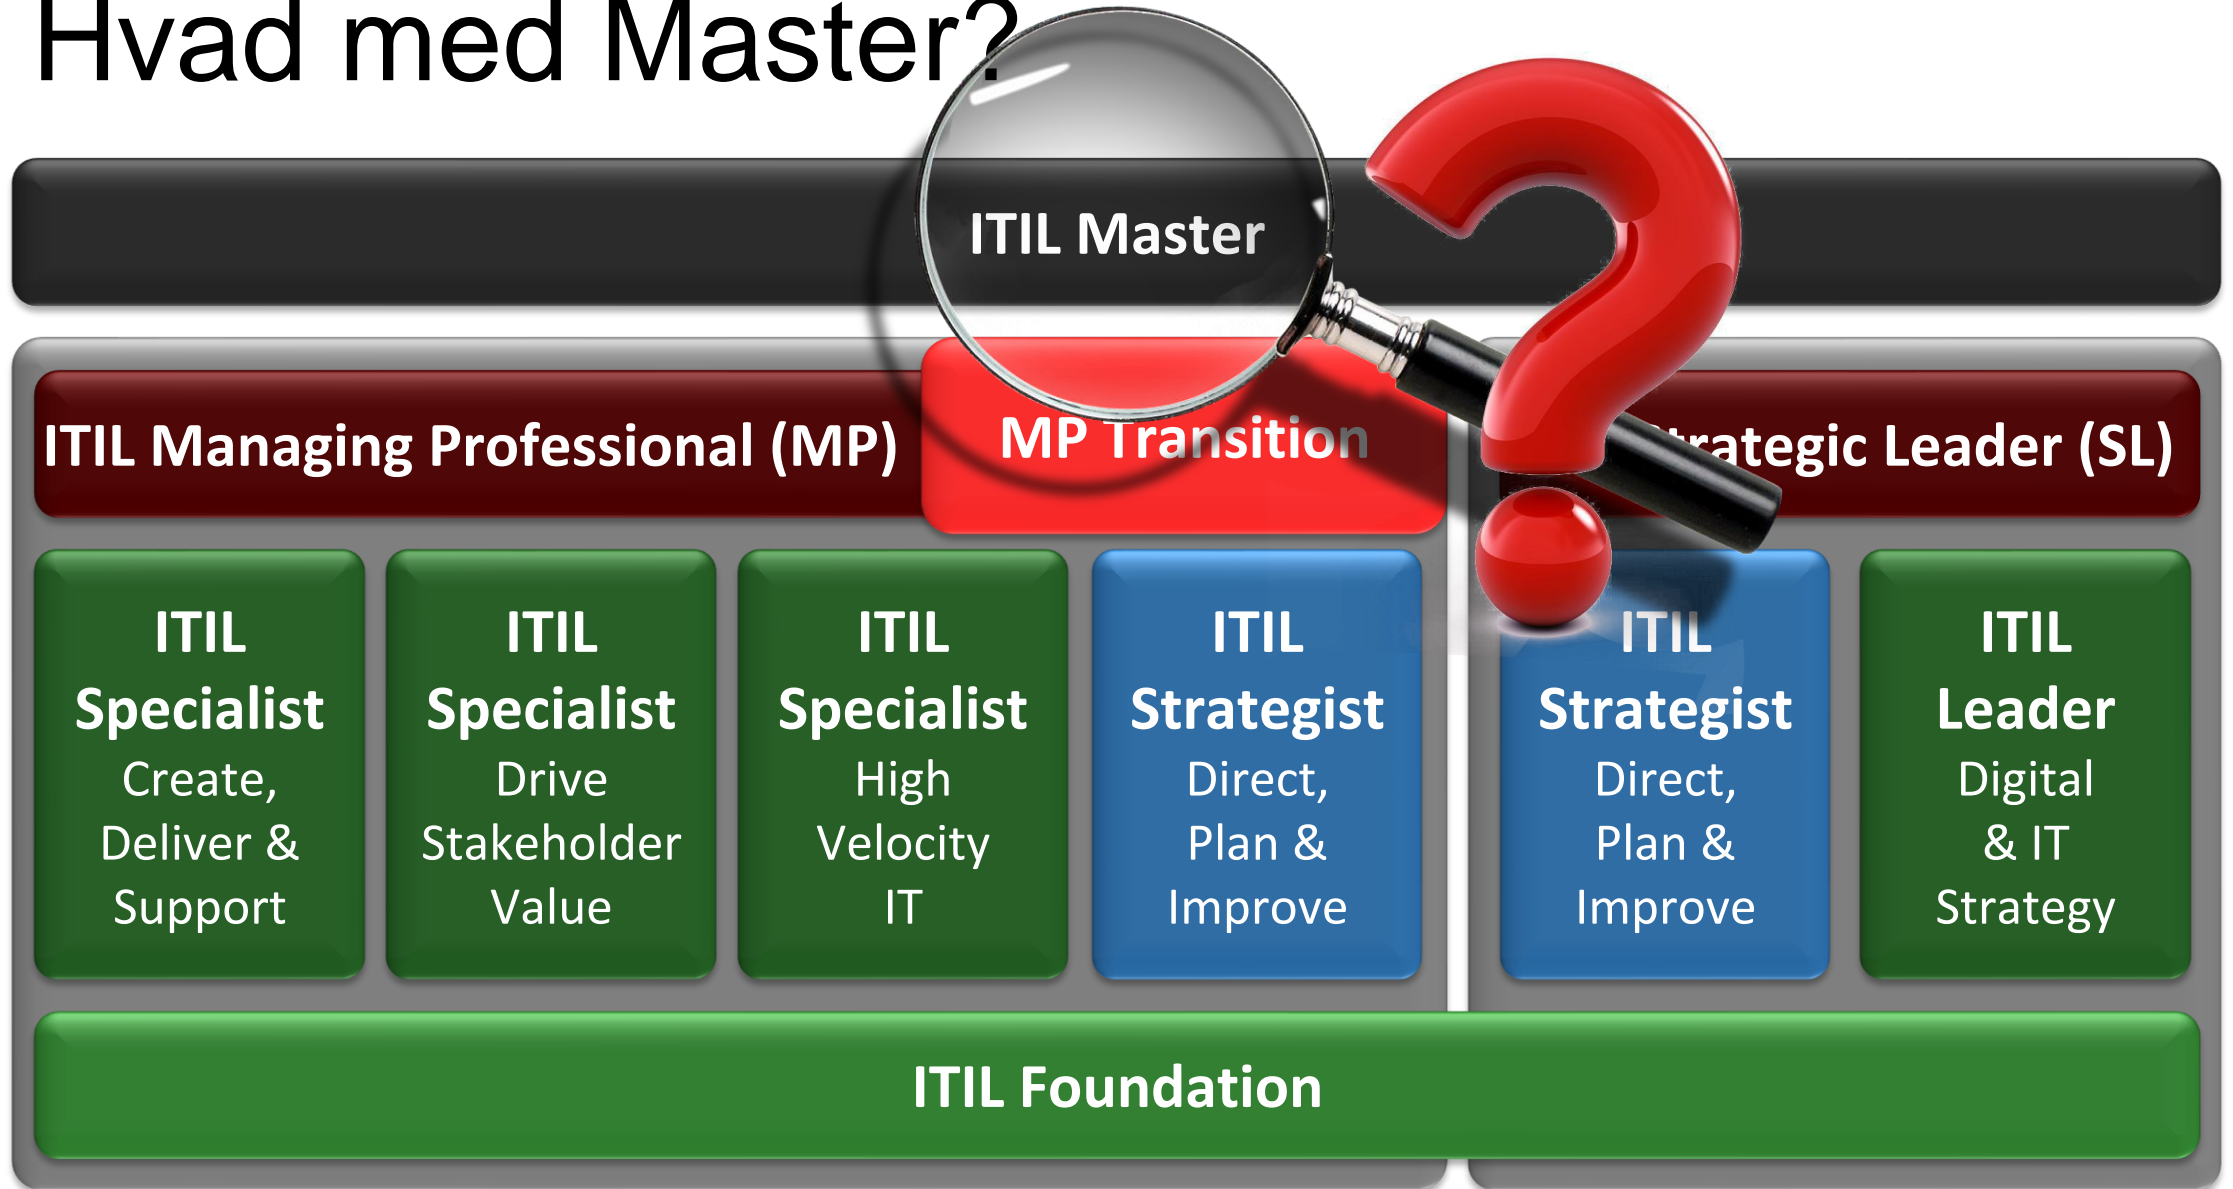 Hvad med Master?
ITIL Master
ITIL Managing Professional (MP)
MP Transition
Leader (SL)
ITIL
Specialist
Create,
Deliver &
Support
ITIL
Specialist
Drive
Stakeholder
Value
ITIL
Specialist
High
Velocity
IT
ITIL
Strategist
Direct,
Plan &
Improve
ITIL
Strategist
Direct,
Plan &
Improve
ITIL
Leader
Digital
& IT
Strategy
ITIL Foundation